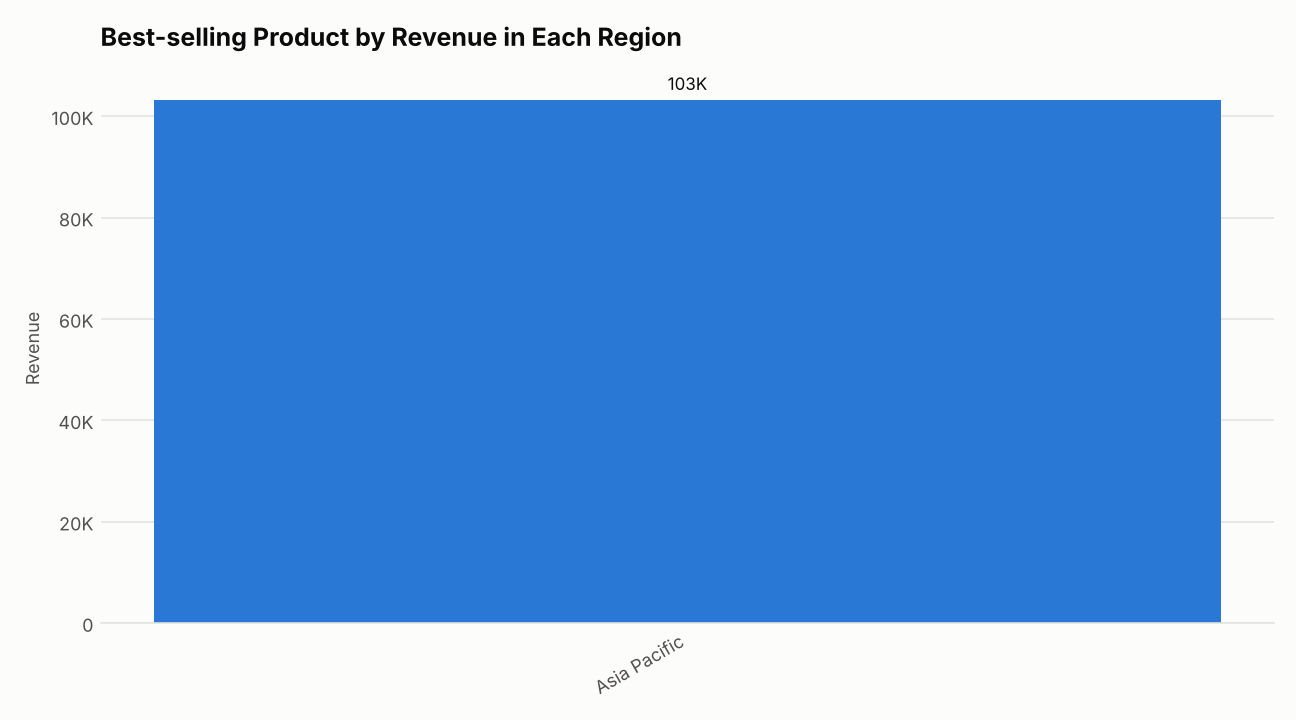 Best-selling Product by Revenue in Each Region
103K
100K
80K
60K
40K
20K
0
Revenue
Asia Pacific